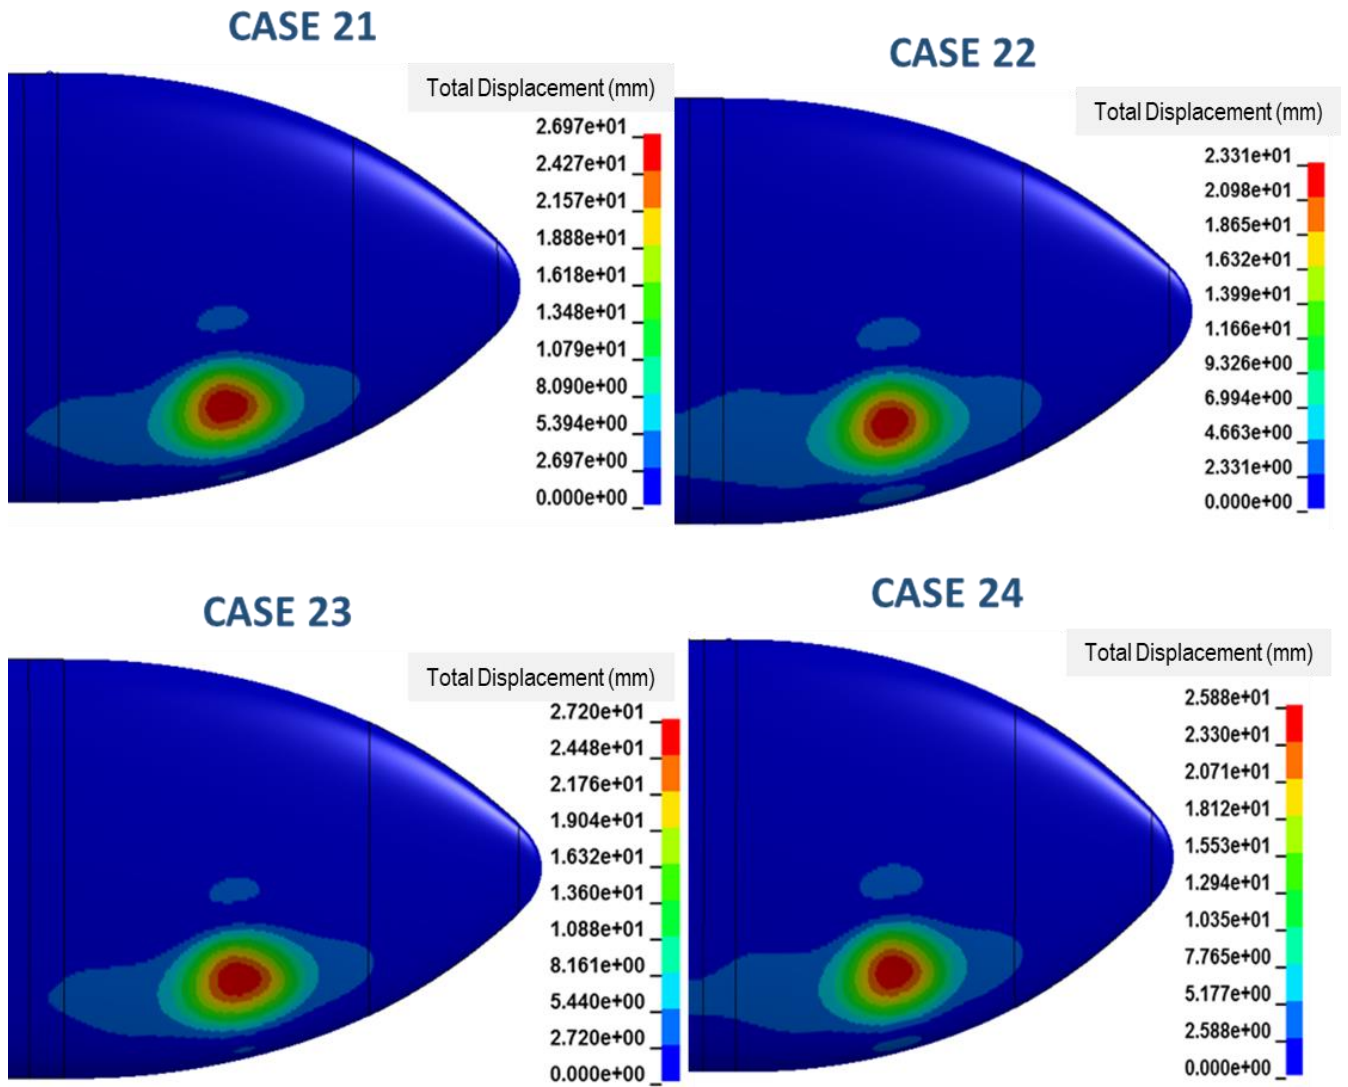 CASE 21
Total Displacement (mm)
2.697e+01
2.427e+01
2.157e+01
1.888e+01
1.618e+01
1.348e+01
1.079e+01
8.090e+00
5.394e+00
2.697e+00
0.000e+00
CASE 22
Total Displacement (mm)
2.331e+01
2.098e+01
1.865e+01
1.632e+01
1.399e+01
1.166e+01
9.326e+00
6.994e+00
4.663e+00
2.331e+00
0.000e+00
CASE 23
Total Displacement (mm)
2.720e+01
2.448e+01
2.176e+01
1.904e+01
1.632e+01
1.360e+01
1.088e+01
8.161e+00
5.440e+00
2.720e+00
0.000e+00
CASE 24
Total Displacement (mm)
2.588e+01
2.330e+01
2.071e+01
1.812e+01
1.553e+01
1.294e+01
1.035e+01
7.765e+00
5.177e+00
2.588e+00
0.000e+00